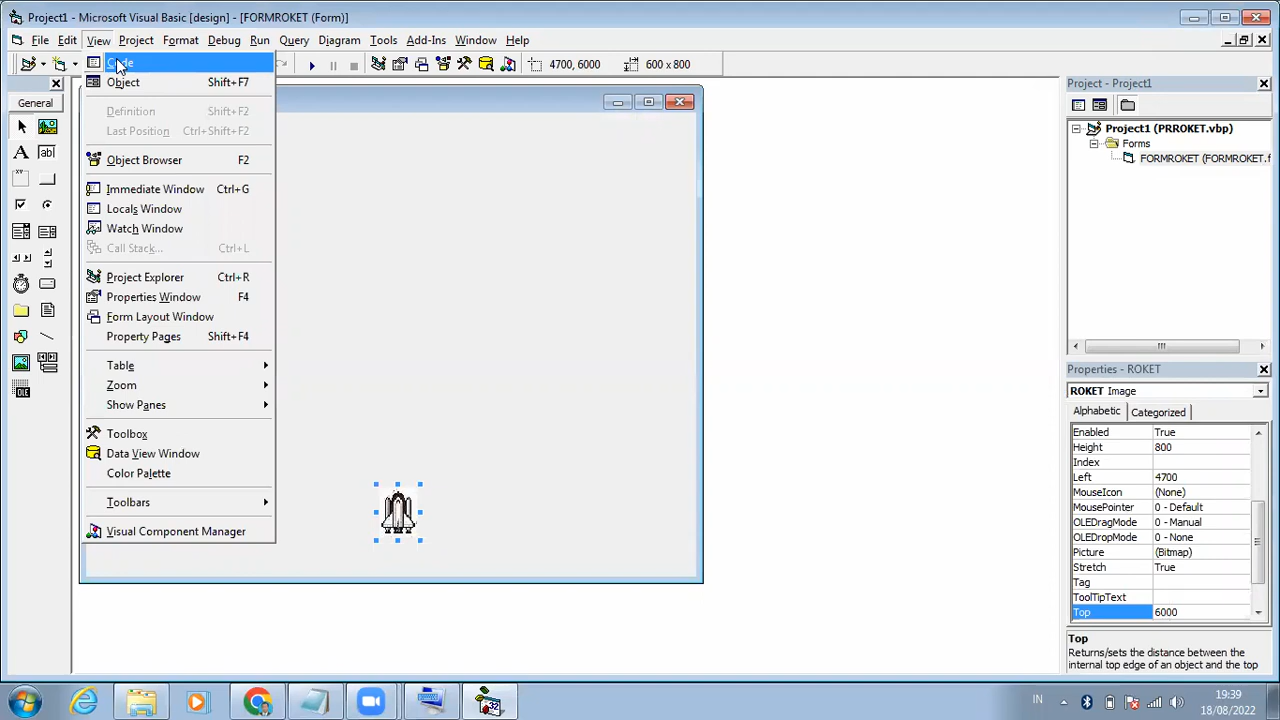 Project1 - Microsoft Visual Basic [design] - [FORMROKET (Form)]
File Edit View Project Format Debug Run Query Diagram Tools Add-Ins Window Help
4700, 6000 600 x 800
General
Code
Object Shift+F7
Definition Shift+F2
Last Position Ctrl+Shift+F2
Object Browser F2
Immediate Window Ctrl+G
Locals Window
Watch Window
Call Stack... Ctrl+L
Project Explorer Ctrl+R
Properties Window F4
Form Layout Window
Property Pages Shift+F4
Table
Zoom
Show Panes
Toolbox
Data View Window
Color Palette
Toolbars
Visual Component Manager
A ab|
OLE
Project - Project1
Project1 (PRROKET.vbp)
Forms
FORMROKET (FORMROKET.f
Properties - ROKET
ROKET Image
Alphabetic Categorized
Enabled True
Height 800
Index
Left 4700
MouseIcon (None)
MousePointer 0 - Default
OLEDragMode 0 - Manual
OLEDropMode 0 - None
Picture (Bitmap)
Stretch True
Tag
ToolTipText
Top 6000
Top
Returns/sets the distance between the
internal top edge of an object and the top
32
IN
19:39
18/08/2022